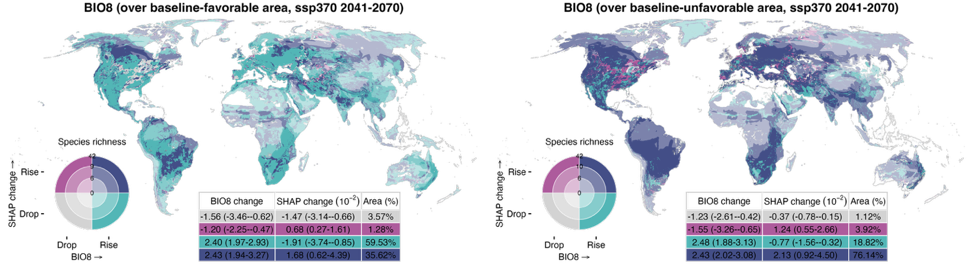 BIO8 (over baseline-favorable area, ssp370 2041-2070)
Species richness
SHAP change →
Rise
Drop
Drop
Rise
BIO8 →
BIO8 change SHAP change (10⁻²) Area (%)
-1.56 (-3.46--0.62) -1.47 (-3.14--0.66) 3.57%
-1.20 (-2.25--0.47) 0.68 (0.27-1.61) 1.28%
2.40 (1.97-2.93) -1.91 (-3.74--0.85) 59.53%
2.43 (1.94-3.27) 1.68 (0.62-4.39) 35.62%
BIO8 (over baseline-unfavorable area, ssp370 2041-2070)
Species richness
SHAP change →
Rise
Drop
Drop
Rise
BIO8 →
BIO8 change SHAP change (10⁻²) Area (%)
-1.23 (-2.61--0.42) -0.37 (-0.78--0.15) 1.12%
-1.55 (-3.26--0.65) 1.24 (0.55-2.66) 3.92%
2.48 (1.88-3.13) -0.77 (-1.56--0.32) 18.82%
2.43 (2.02-3.08) 2.13 (0.92-4.50) 76.14%